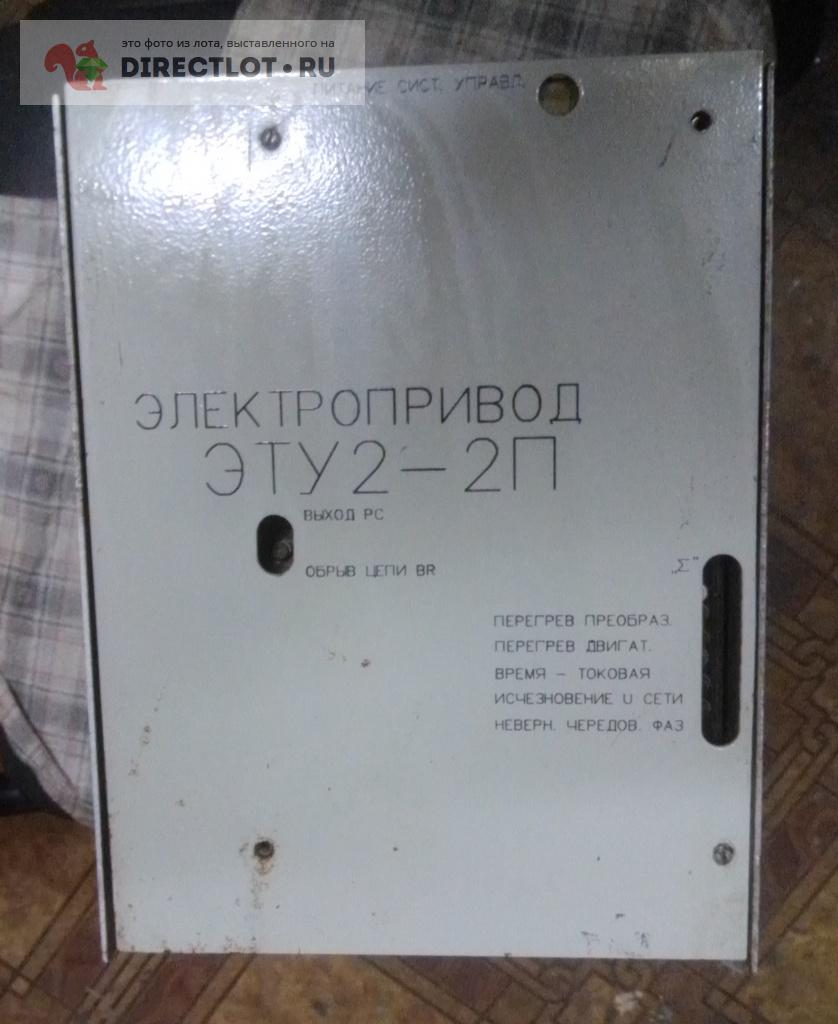 это фото из лота, выставленного на
DIRECTLOT.RU
ПИТАНИЕ СИСТ. УПРАВЛ.
ЭЛЕКТРОПРИВОД
ЭТУ2-2П
ВЫХОД РС
ОБРЫВ ЦЕПИ BR
„Σ"
ПЕРЕГРЕВ ПРЕОБРАЗ.
ПЕРЕГРЕВ ДВИГАТ.
ВРЕМЯ - ТОКОВАЯ
ИСЧЕЗНОВЕНИЕ U СЕТИ
НЕВЕРН. ЧЕРЕДОВ. ФАЗ